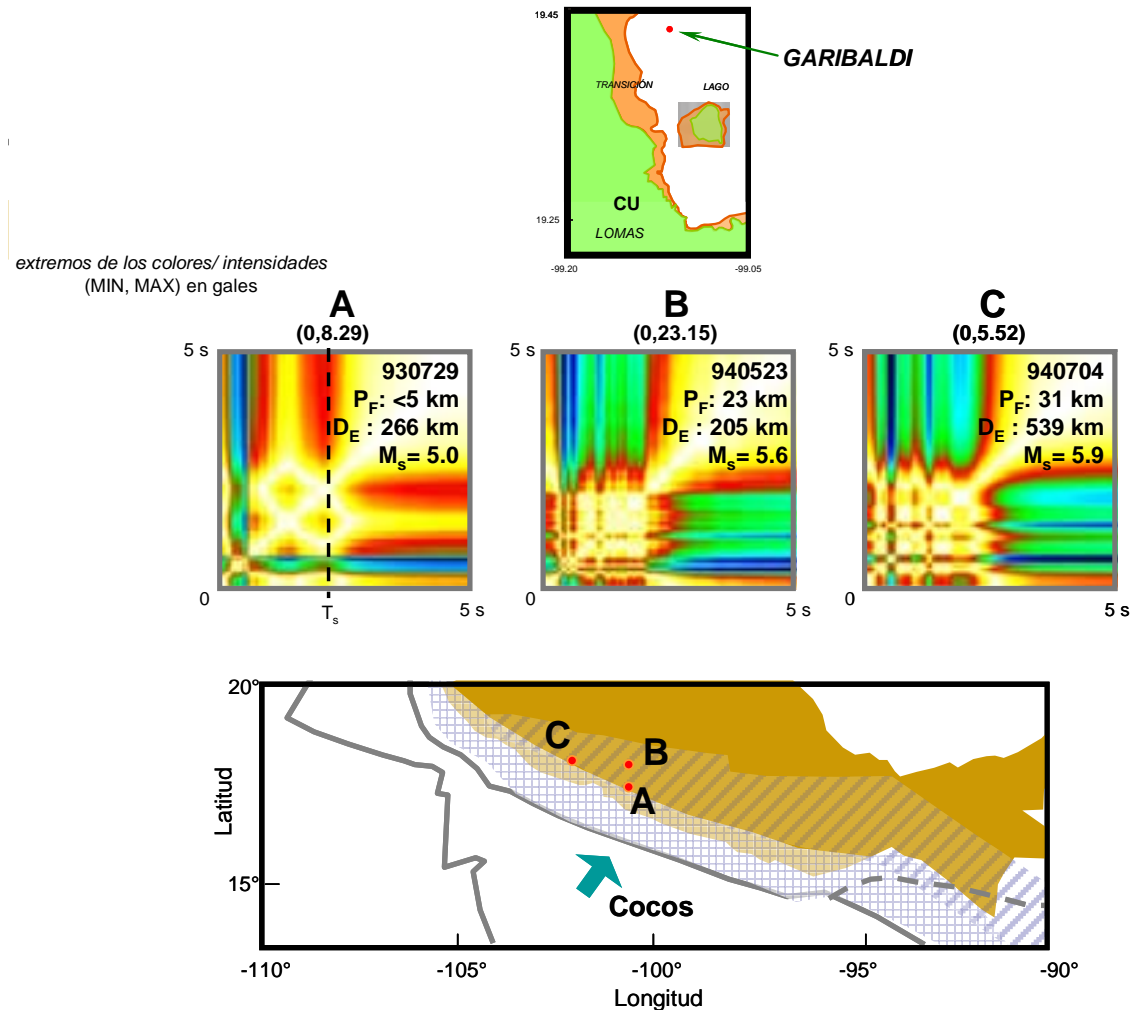 19.45
GARIBALDI
TRANSICIÓN
LAGO
CU
19.25
LOMAS
-99.20
-99.05
extremos de los colores/ intensidades
(MIN, MAX) en gales
A
(0,8.29)
5 s
930729
PF: <5 km
DE : 266 km
Ms= 5.0
0
Ts
5 s
B
(0,23.15)
5 s
940523
PF: 23 km
DE : 205 km
Ms= 5.6
0
5 s
C
(0,5.52)
5 s
940704
PF: 31 km
DE : 539 km
Ms= 5.9
0
5 s
20°
C
B
A
Latitud
15°
Cocos
-110°
-105°
-100°
-95°
-90°
Longitud